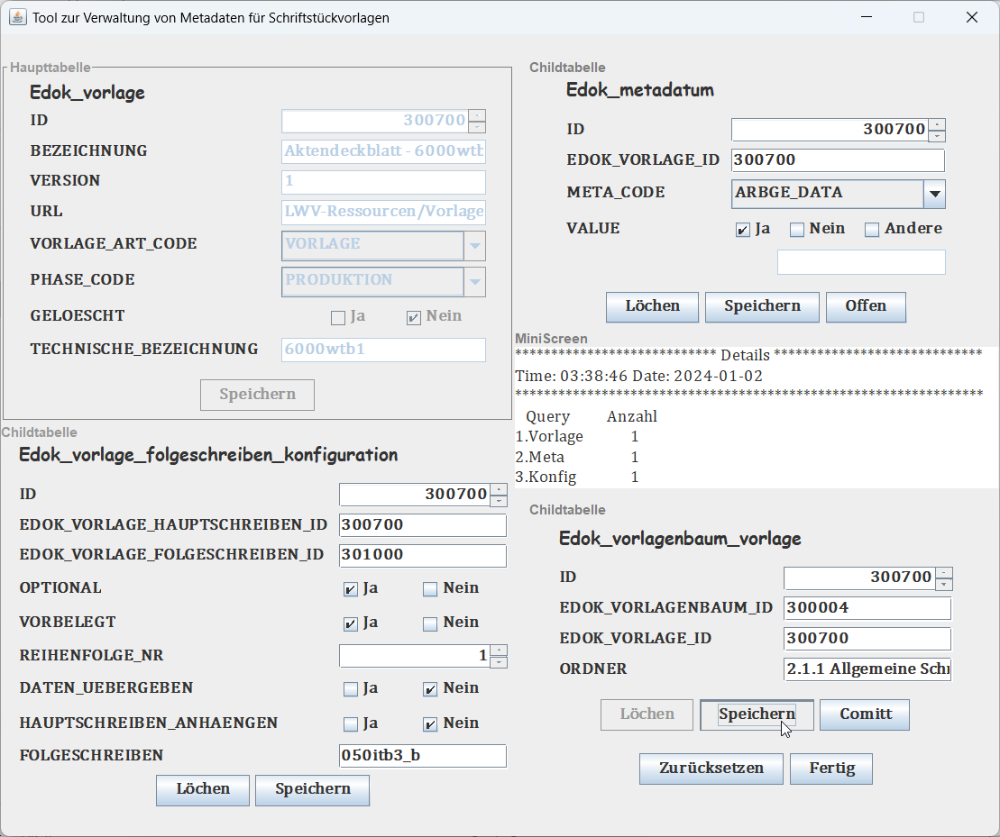 Tool zur Verwaltung von Metadaten für Schriftstückvorlagen
Haupttabelle
Edok_vorlage
ID 300700
BEZEICHNUNG Aktendeckblatt - 6000wtb
VERSION 1
URL LWV-Ressourcen/Vorlage
VORLAGE_ART_CODE VORLAGE
PHASE_CODE PRODUKTION
GELOESCHT Ja Nein
TECHNISCHE_BEZEICHNUNG 6000wtb1
Speichern
Childtabelle
Edok_vorlage_folgeschreiben_konfiguration
ID 300700
EDOK_VORLAGE_HAUPTSCHREIBEN_ID 300700
EDOK_VORLAGE_FOLGESCHREIBEN_ID 301000
OPTIONAL Ja Nein
VORBELEGT Ja Nein
REIHENFOLGE_NR 1
DATEN_UEBERGEBEN Ja Nein
HAUPTSCHREIBEN_ANHAENGEN Ja Nein
FOLGESCHREIBEN 050itb3_b
Löchen Speichern
Childtabelle
Edok_metadatum
ID 300700
EDOK_VORLAGE_ID 300700
META_CODE ARBGE_DATA
VALUE Ja Nein Andere
Löchen Speichern Offen
MiniScreen
*************************** Details ****************************
Time: 03:38:46 Date: 2024-01-02
****************************************************************
Query Anzahl
1.Vorlage 1
2.Meta 1
3.Konfig 1
Childtabelle
Edok_vorlagenbaum_vorlage
ID 300700
EDOK_VORLAGENBAUM_ID 300004
EDOK_VORLAGE_ID 300700
ORDNER 2.1.1 Allgemeine Schr
Löchen Speichern Comitt
Zurücksetzen Fertig